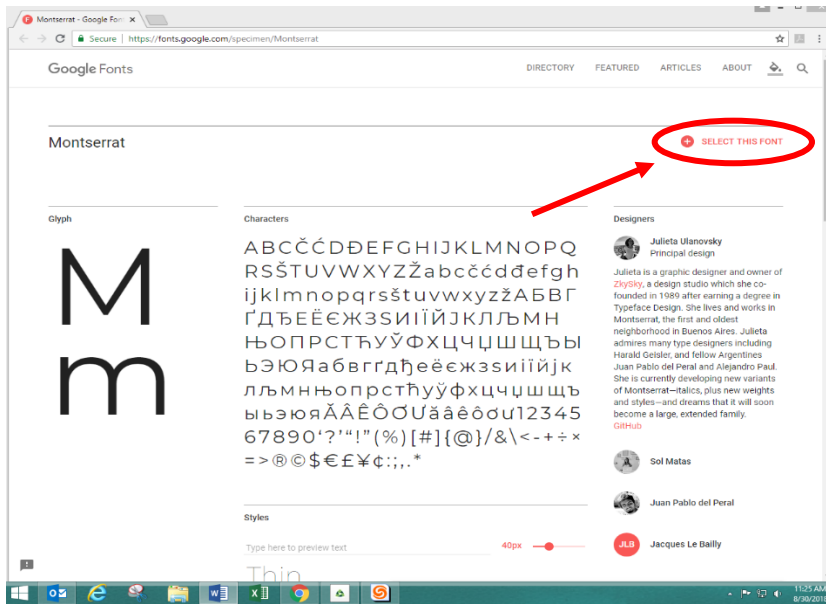 Montserrat - Google Fon
Secure | https://fonts.google.com/specimen/Montserrat
Google Fonts
DIRECTORY FEATURED ARTICLES ABOUT
Montserrat
SELECT THIS FONT
Glyph
M
m
Characters
ABCČĆDĐEFGHIJKLMNOPQ
RSŠTUVWXYZŽabcčćdđefgh
ijklmnopqrsštuvwxyzžАБВГ
ҐДЂЕЁЄЖЗЅИІЇЙЈКЛЉМН
ЊОПРСТЋУЎФХЦЧЏШЩЪЫ
ЬЭЮЯабвгґдђеёєжзѕиіїйјк
лљмнњопрстћуўфхцчџшщъ
ыьэюяĂÂÊÔƠƯăâêôơư12345
67890‘?’“!”(%)[#]{@}/&\<-+÷×
=>®©$€£¥¢:;,.*
Styles
Type here to preview text
40px
Thin
Designers
Julieta Ulanovsky
Principal design
Julieta is a graphic designer and owner of
ZkySky, a design studio which she co-
founded in 1989 after earning a degree in
Typeface Design. She lives and works in
Montserrat, the first and oldest
neighborhood in Buenos Aires. Julieta
admires many type designers including
Harald Geisler, and fellow Argentines
Juan Pablo del Peral and Alejandro Paul.
She is currently developing new variants
of Montserrat—italics, plus new weights
and styles—and dreams that it will soon
become a large, extended family.
GitHub
Sol Matas
Juan Pablo del Peral
JLB
Jacques Le Bailly
11:25 AM
8/30/201